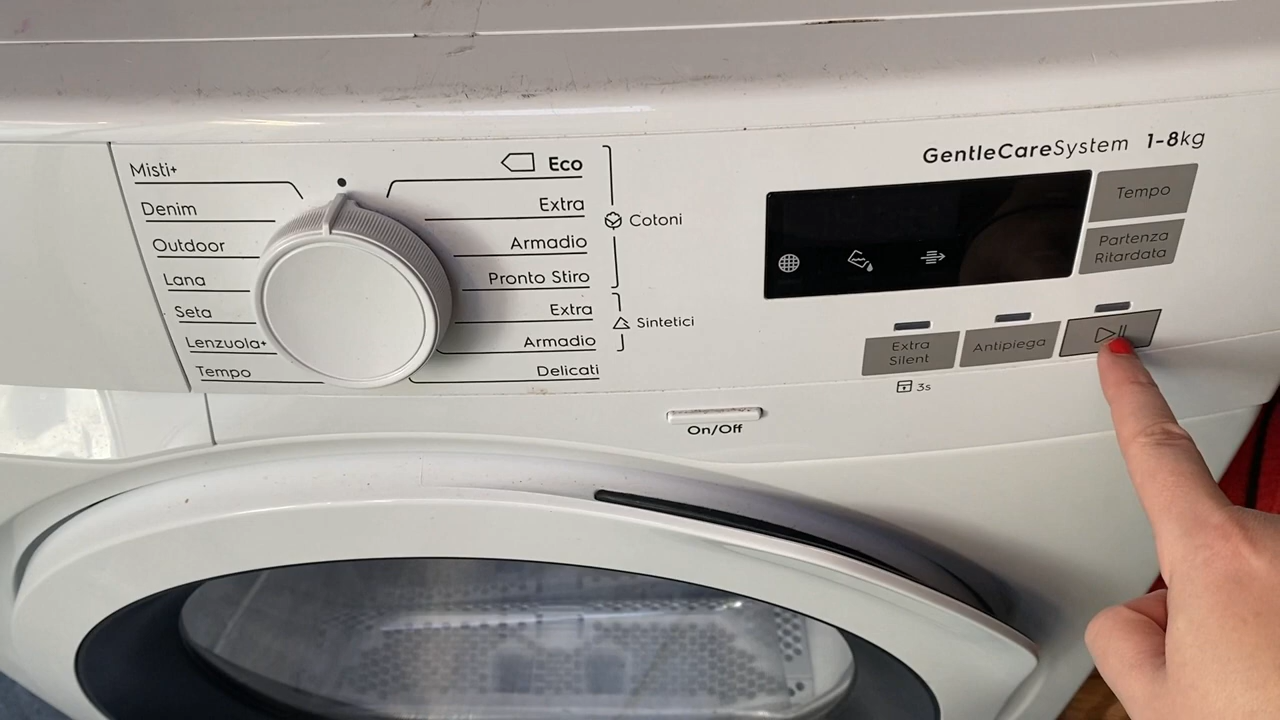 Misti+
Denim
Outdoor
Lana
Seta
Lenzuola+
Tempo
Eco
Extra
Armadio
Pronto Stiro
Extra
Armadio
Delicati
Cotoni
Sintetici
GentleCareSystem 1-8kg
Tempo
Partenza
Ritardata
Extra
Silent
Antipiega
3s
On/Off